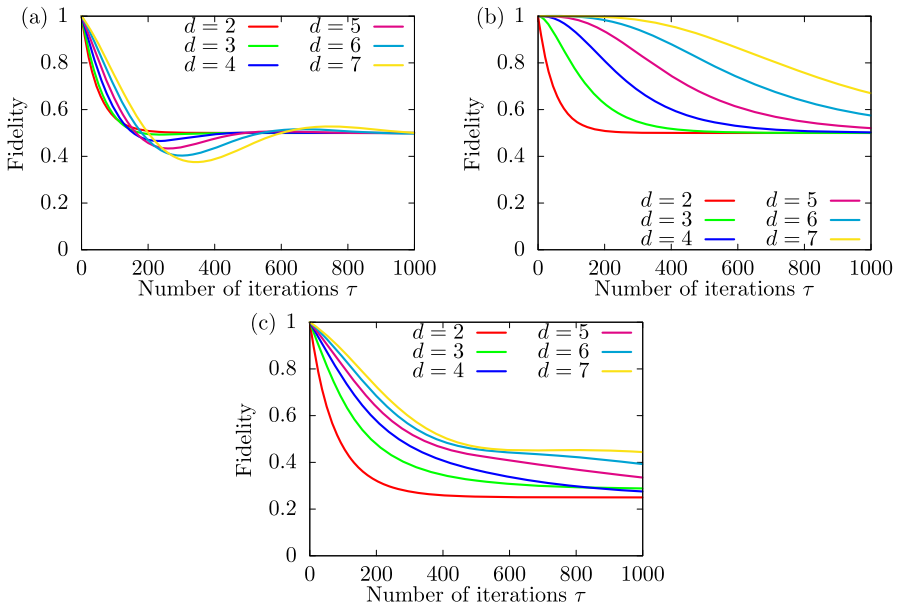 (a)
Fidelity
1
0.8
0.6
0.4
0.2
0
0 200 400 600 800 1000
Number of iterations τ
d = 2 d = 5
d = 3 d = 6
d = 4 d = 7
(b)
Fidelity
1
0.8
0.6
0.4
0.2
0
0 200 400 600 800 1000
Number of iterations τ
d = 2 d = 5
d = 3 d = 6
d = 4 d = 7
(c)
Fidelity
1
0.8
0.6
0.4
0.2
0
0 200 400 600 800 1000
Number of iterations τ
d = 2 d = 5
d = 3 d = 6
d = 4 d = 7